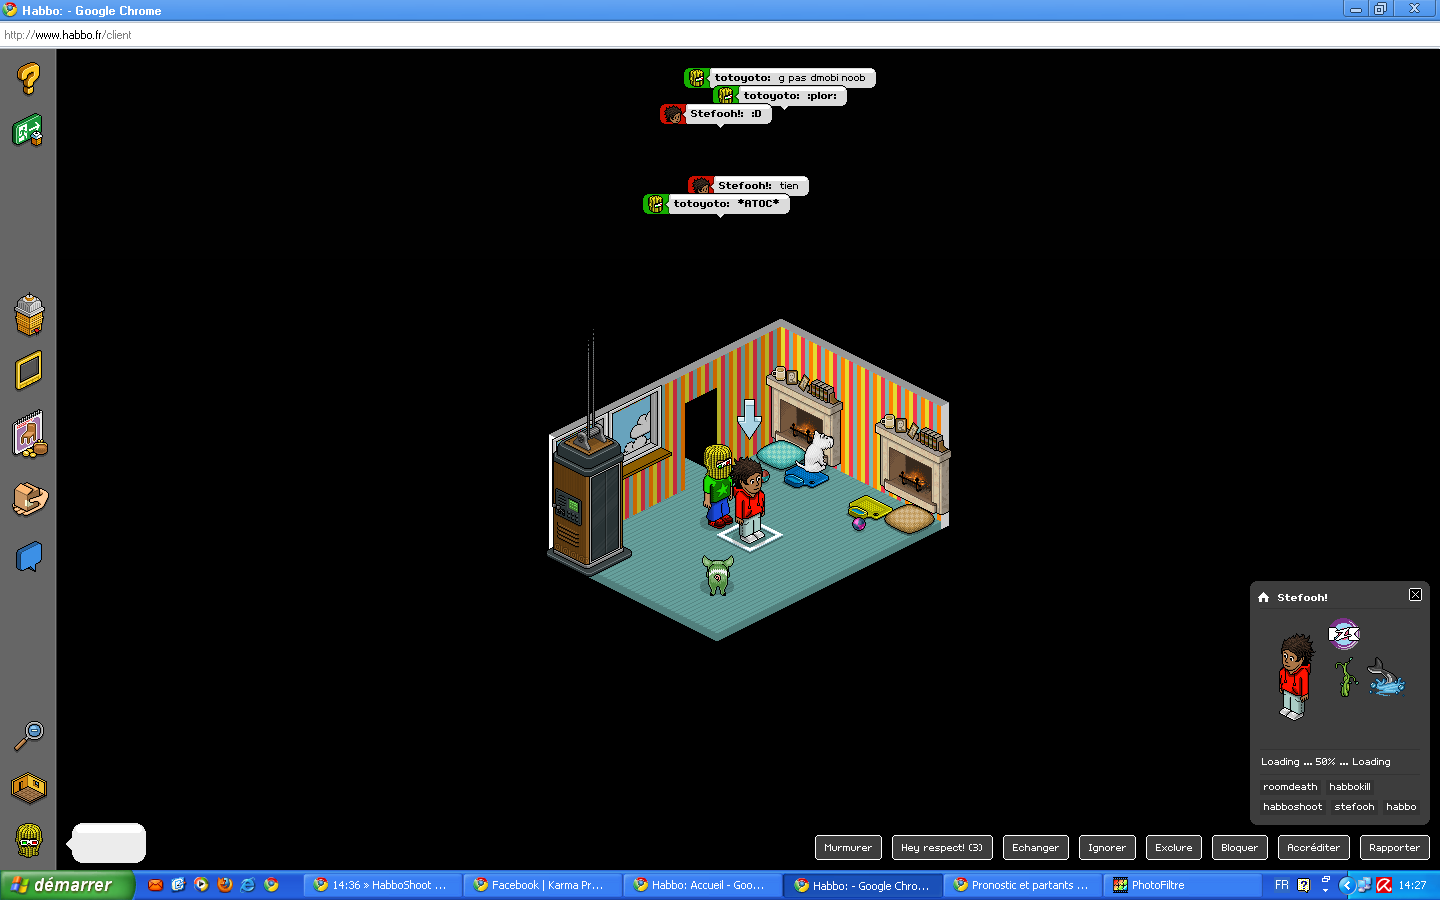 Habbo: - Google Chrome
http://www.habbo.fr/client
totoyoto: g pas dmobi noob
totoyoto: :plor:
Stefooh!: :D
Stefooh!: tien
totoyoto: *ATOC*
Stefooh!
Loading ... 50% ... Loading
roomdeath habbokill
habboshoot stefooh habbo
Murmurer Hey respect! (3) Echanger Ignorer Exclure Bloquer Accréditer Rapporter
démarrer 14:36 » HabboShoot ... Facebook | Karma Pr... Habbo: Accueil - Goo... Habbo: - Google Chro... Pronostic et partants ... PhotoFiltre FR 14:27